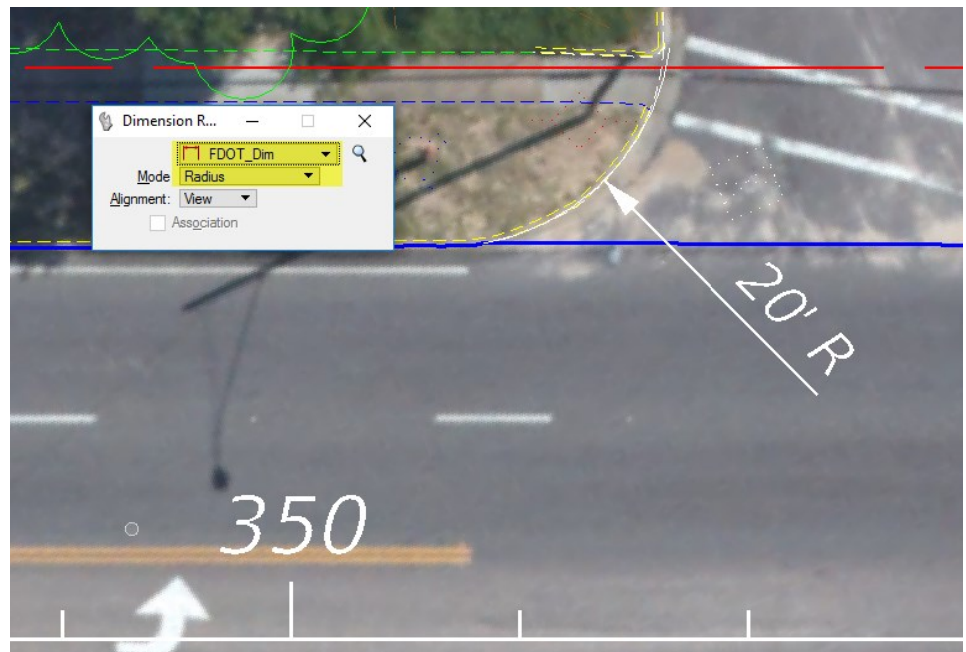 Dimension R...
FDOT_Dim
Mode Radius
Alignment: View
Association
20' R
350